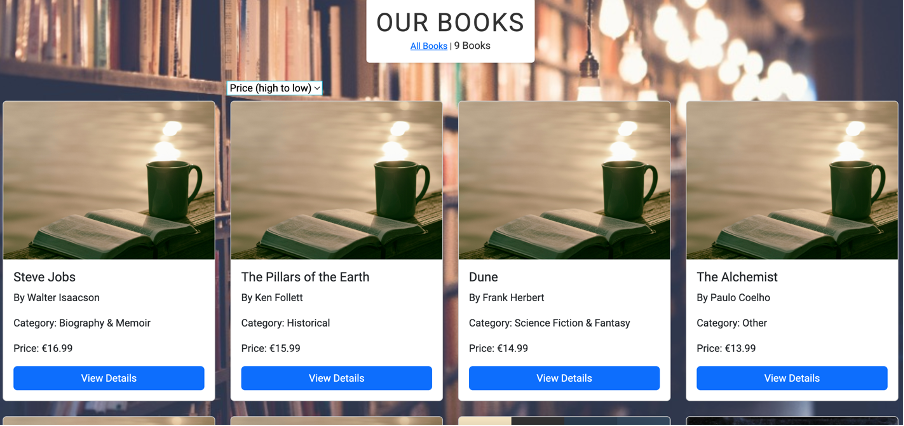 OUR BOOKS
All Books | 9 Books
Price (high to low)
Steve Jobs
By Walter Isaacson
Category: Biography & Memoir
Price: €16.99
View Details
The Pillars of the Earth
By Ken Follett
Category: Historical
Price: €15.99
View Details
Dune
By Frank Herbert
Category: Science Fiction & Fantasy
Price: €14.99
View Details
The Alchemist
By Paulo Coelho
Category: Other
Price: €13.99
View Details